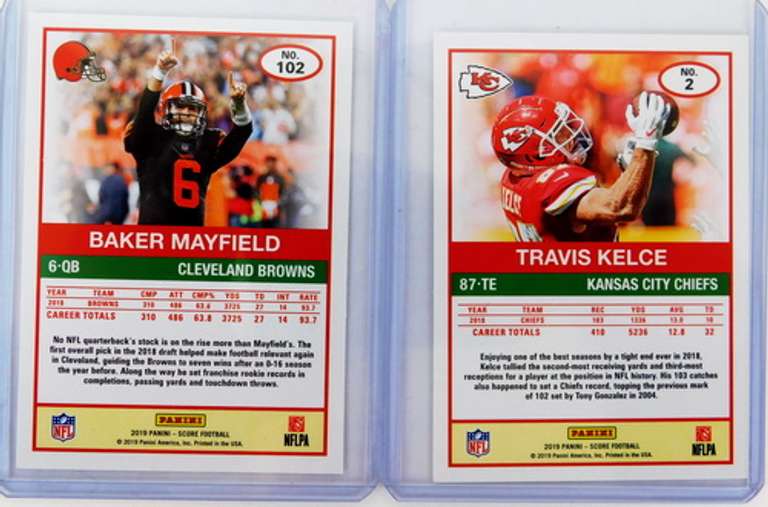 NO.
102
6
BAKER MAYFIELD
6·QB CLEVELAND BROWNS
YEAR TEAM CMP ATT CMP% YDS TD INT RATE
2018 BROWNS 310 486 63.8 3725 27 14 93.7
CAREER TOTALS 310 486 63.8 3725 27 14 93.7
No NFL quarterback's stock is on the rise more than Mayfield's. The
first overall pick in the 2018 draft helped make football relevant again
in Cleveland, guiding the Browns to seven wins after an 0-16 season
the year before. Along the way he set franchise rookie records in
completions, passing yards and touchdown throws.
NFL
PANINI
NFLPA
2019 PANINI – SCORE FOOTBALL
© 2019 Panini America, Inc. Printed in the USA.
KC
NO.
2
KELCE
TRAVIS KELCE
87·TE KANSAS CITY CHIEFS
YEAR TEAM REC YDS AVG TD
2018 CHIEFS 103 1336 13.0 10
CAREER TOTALS 410 5236 12.8 32
Enjoying one of the best seasons by a tight end ever in 2018,
Kelce tallied the second-most receiving yards and third-most
receptions for a player at the position in NFL history. His 103 catches
also happened to set a Chiefs record, topping the previous mark
of 102 set by Tony Gonzalez in 2004.
NFL
PANINI
NFLPA
2019 PANINI – SCORE FOOTBALL
© 2019 Panini America, Inc. Printed in the USA.